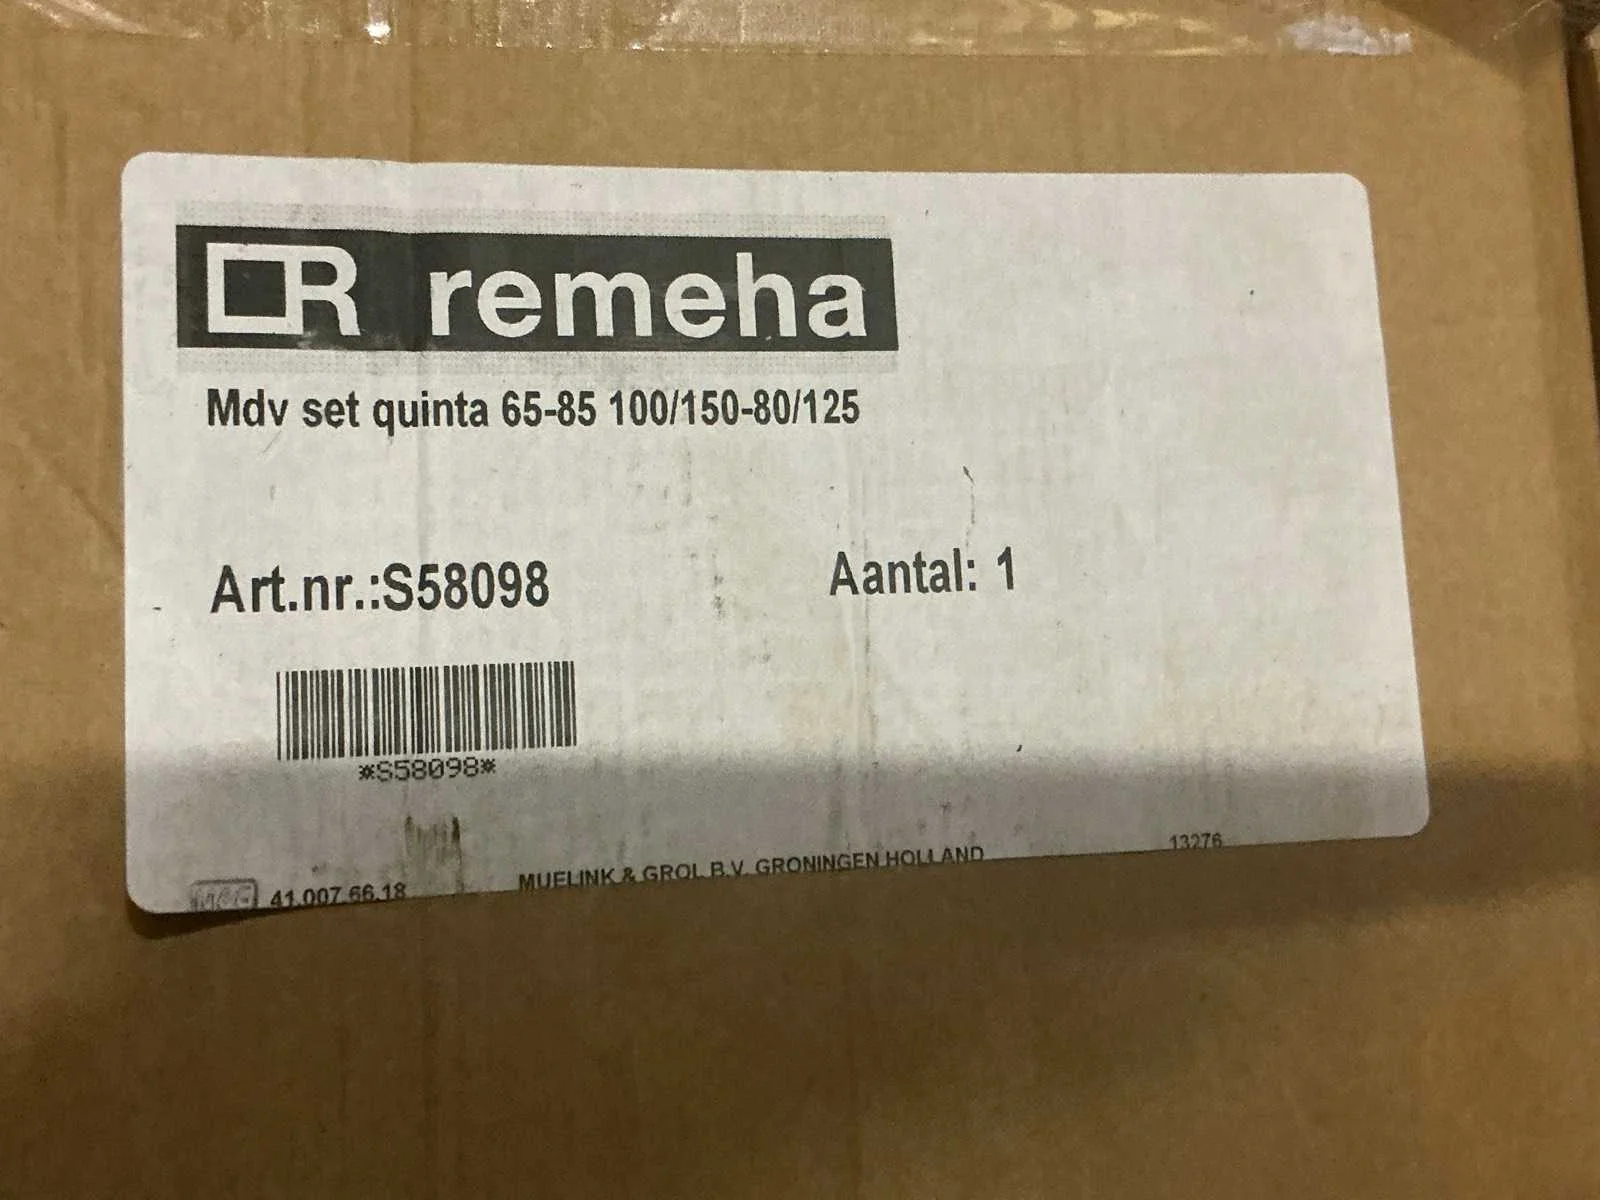 R remeha
Mdv set quinta 65-85 100/150-80/125
Art.nr.:S58098 Aantal: 1
*S58098*
M&G 41.007.66.18 MUELINK & GROL B.V. GRONINGEN HOLLAND 13276